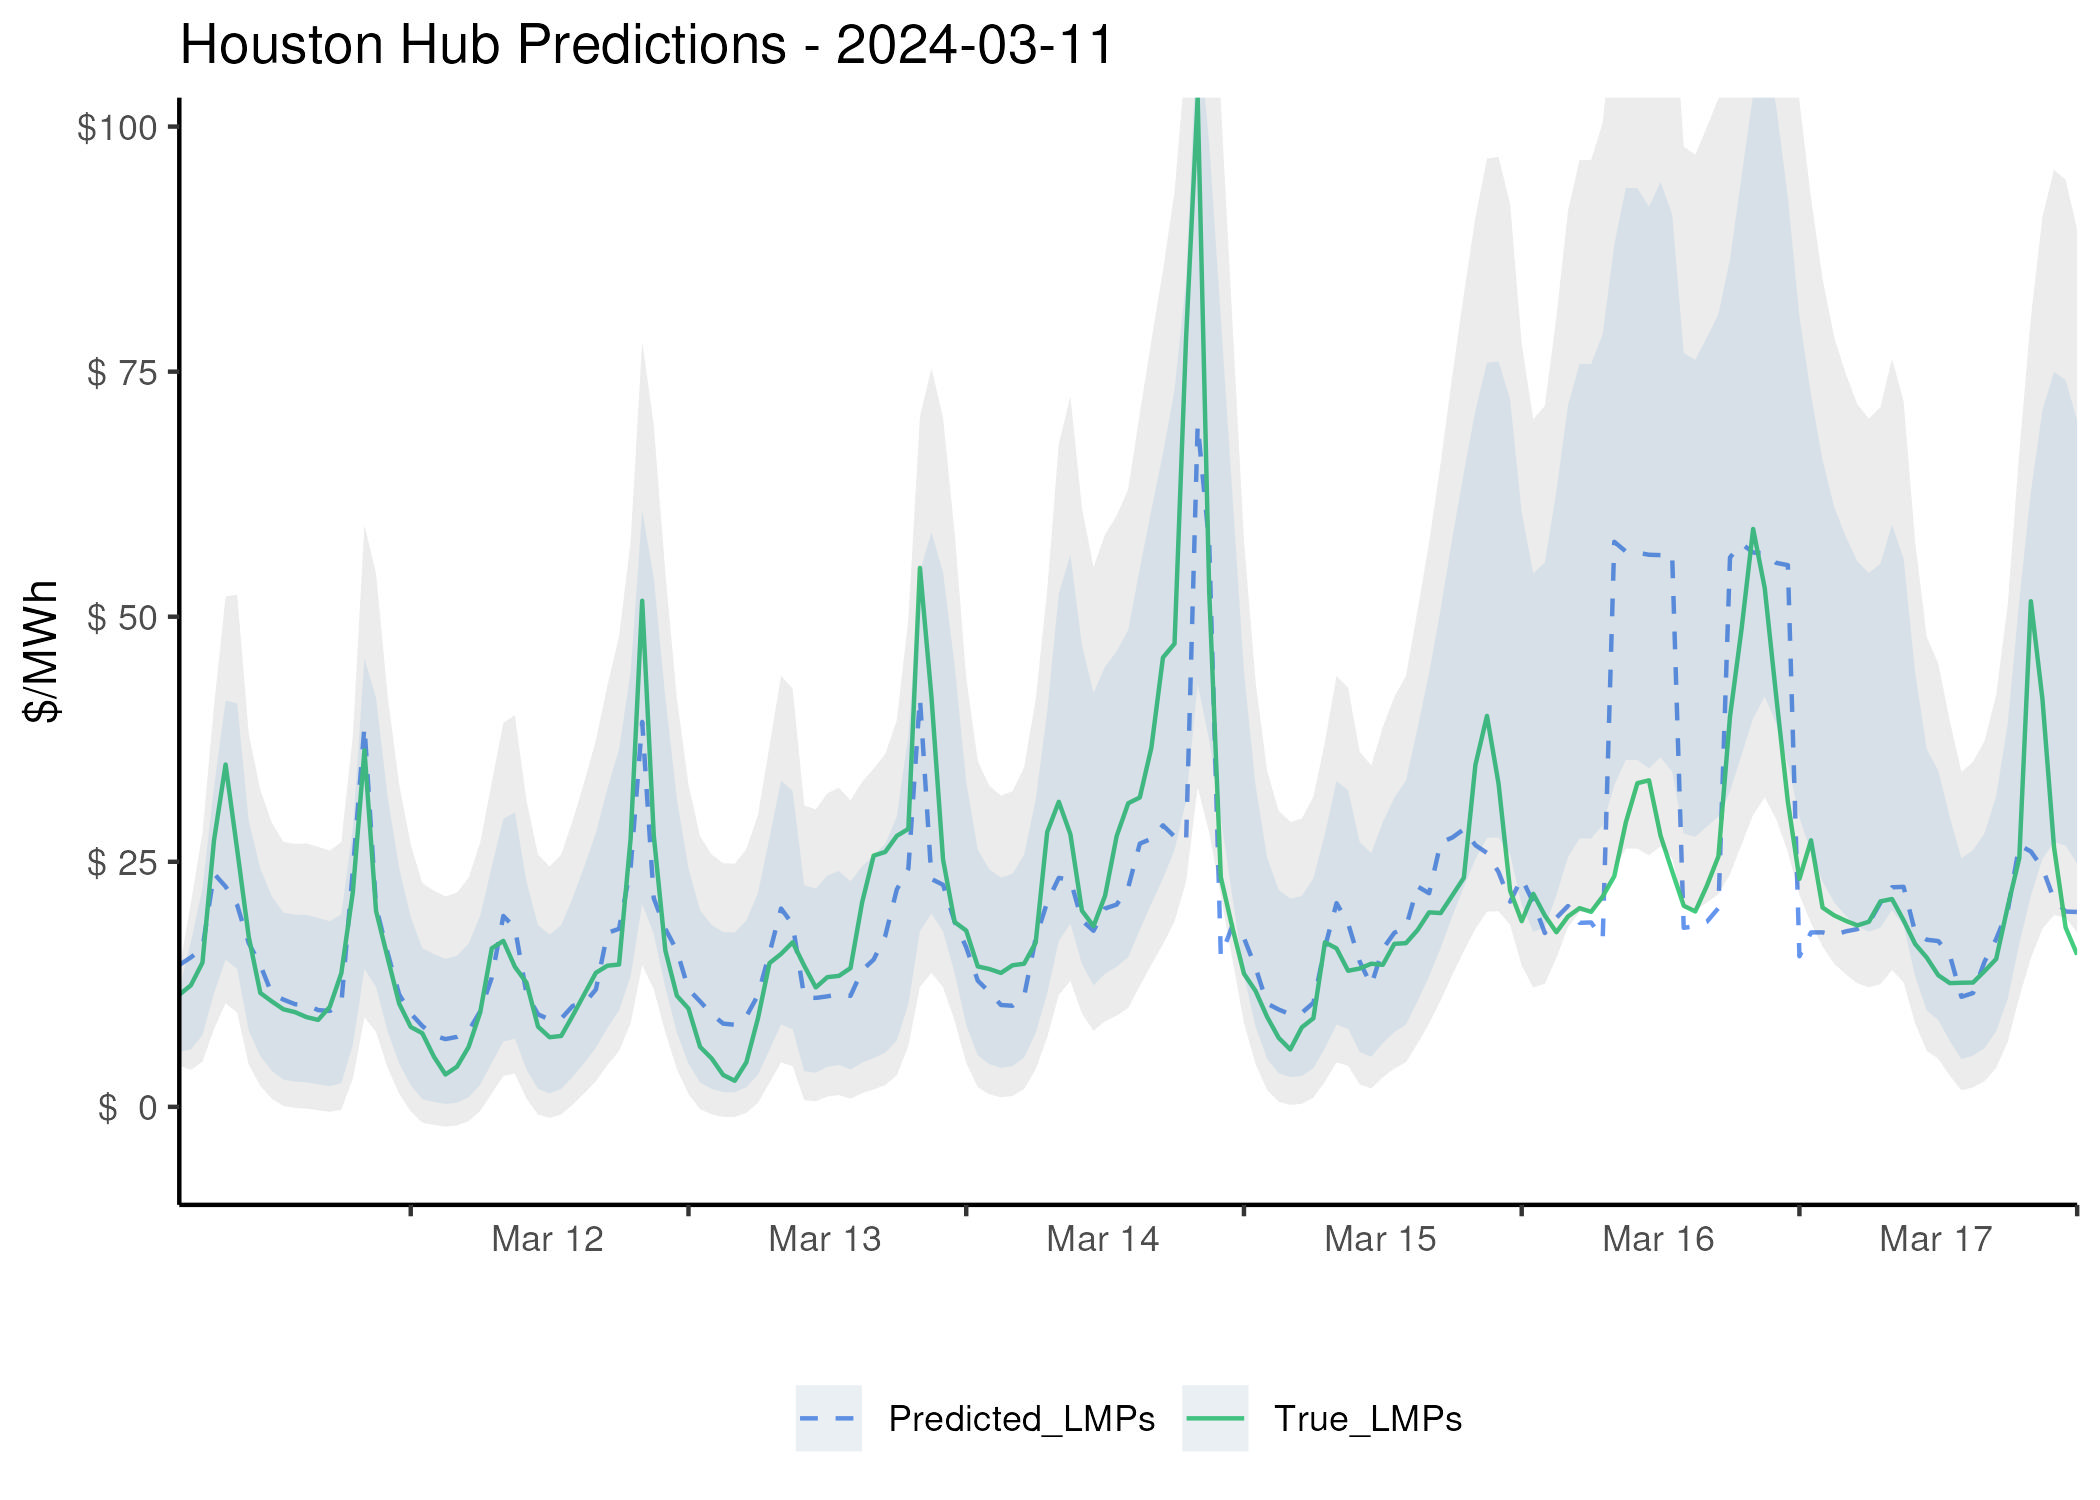 Houston Hub Predictions - 2024-03-11
$100
$ 75
$ 50
$ 25
$ 0
$/MWh
Mar 12 Mar 13 Mar 14 Mar 15 Mar 16 Mar 17
Predicted_LMPs True_LMPs